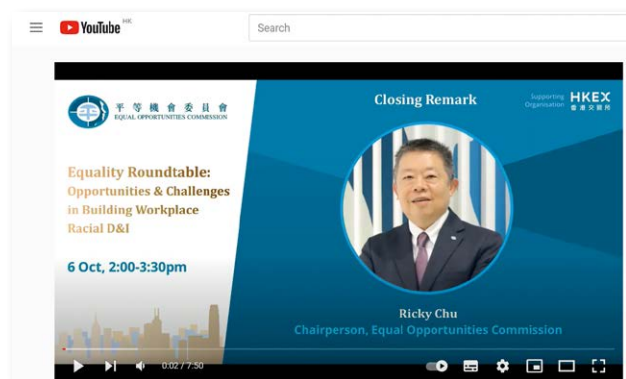 YouTube HK
Search
平等機會委員會
EQUAL OPPORTUNITIES COMMISSION
Closing Remark
Supporting Organisation
HKEX
香港交易所
Equality Roundtable:
Opportunities & Challenges
in Building Workplace
Racial D&I
6 Oct, 2:00-3:30pm
Ricky Chu
Chairperson, Equal Opportunities Commission
0:02 / 7:50